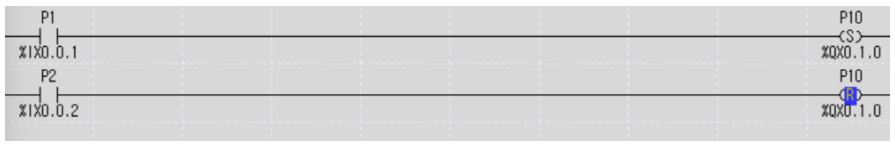 P1 P10
(S)
%IX0.0.1 %QX0.1.0
P2 P10
(R)
%IX0.0.2 %QX0.1.0